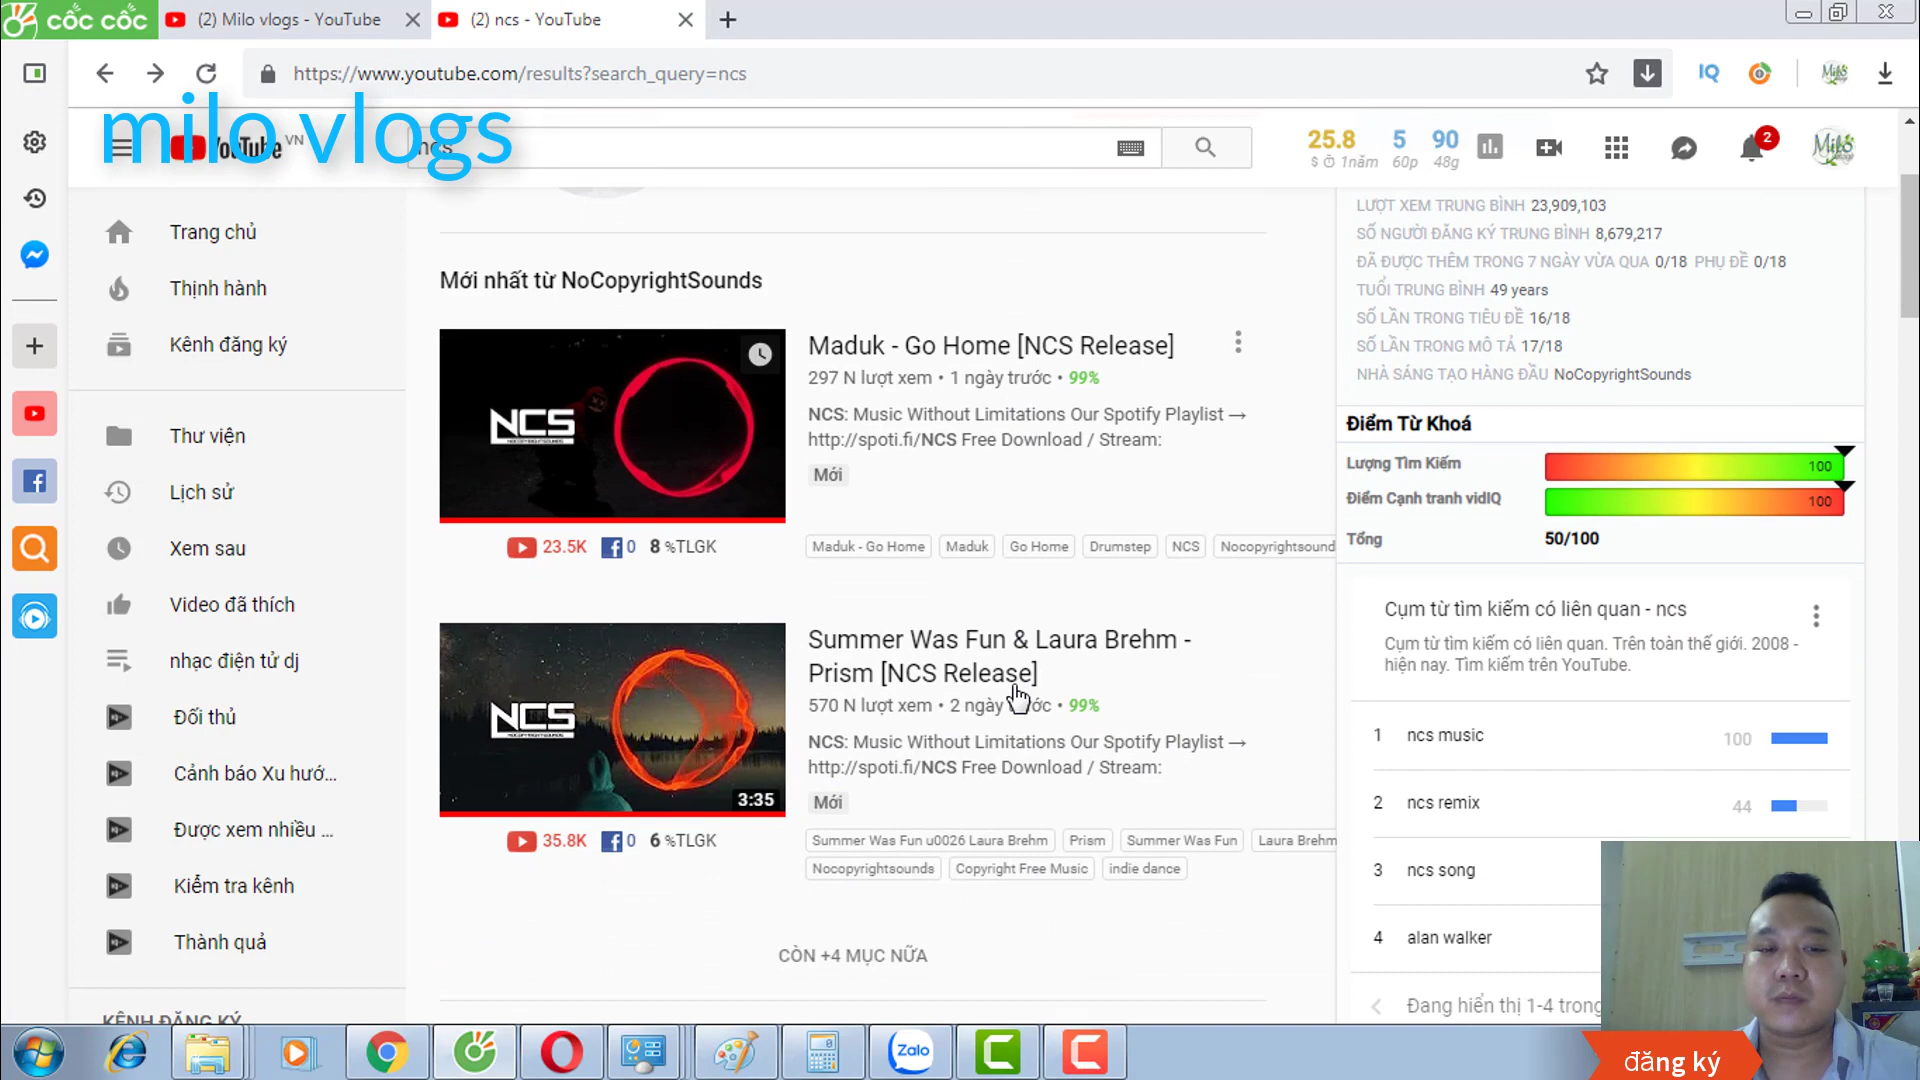 cốc cốc
(2) Milo vlogs - YouTube
(2) ncs - YouTube
https://www.youtube.com/results?search_query=ncs
IQ
milo vlogs
YouTube VN
ncs
25.8
$ 1năm
5
60p
90
48g
2
Trang chủ
Thịnh hành
Kênh đăng ký
Thư viện
Lịch sử
Xem sau
Video đã thích
nhạc điện tử dj
Đối thủ
Cảnh báo Xu hướ...
Được xem nhiều ...
Kiểm tra kênh
Thành quả
KÊNH ĐĂNG KÝ
Mới nhất từ NoCopyrightSounds
NCS
Maduk - Go Home [NCS Release]
297 N lượt xem • 1 ngày trước • 99%
NCS: Music Without Limitations Our Spotify Playlist →
http://spoti.fi/NCS Free Download / Stream:
Mới
23.5K 0 8 %TLGK
Maduk - Go Home Maduk Go Home Drumstep NCS Nocopyrightsound
NCS
3:35
Summer Was Fun & Laura Brehm -
Prism [NCS Release]
570 N lượt xem • 2 ngày trước • 99%
NCS: Music Without Limitations Our Spotify Playlist →
http://spoti.fi/NCS Free Download / Stream:
Mới
35.8K 0 6 %TLGK
Summer Was Fun u0026 Laura Brehm Prism Summer Was Fun Laura Brehm
Nocopyrightsounds Copyright Free Music indie dance
CÒN +4 MỤC NỮA
LƯỢT XEM TRUNG BÌNH 23,909,103
SỐ NGƯỜI ĐĂNG KÝ TRUNG BÌNH 8,679,217
ĐÃ ĐƯỢC THÊM TRONG 7 NGÀY VỪA QUA 0/18 PHỤ ĐỀ 0/18
TUỔI TRUNG BÌNH 49 years
SỐ LẦN TRONG TIÊU ĐỀ 16/18
SỐ LẦN TRONG MÔ TẢ 17/18
NHÀ SÁNG TẠO HÀNG ĐẦU NoCopyrightSounds
Điểm Từ Khoá
Lượng Tìm Kiếm 100
Điểm Cạnh tranh vidIQ 100
Tổng 50/100
Cụm từ tìm kiếm có liên quan - ncs
Cụm từ tìm kiếm có liên quan. Trên toàn thế giới. 2008 -
hiện nay. Tìm kiếm trên YouTube.
1 ncs music 100
2 ncs remix 44
3 ncs song
4 alan walker
Đang hiển thị 1-4 trong
Zalo
đăng ký